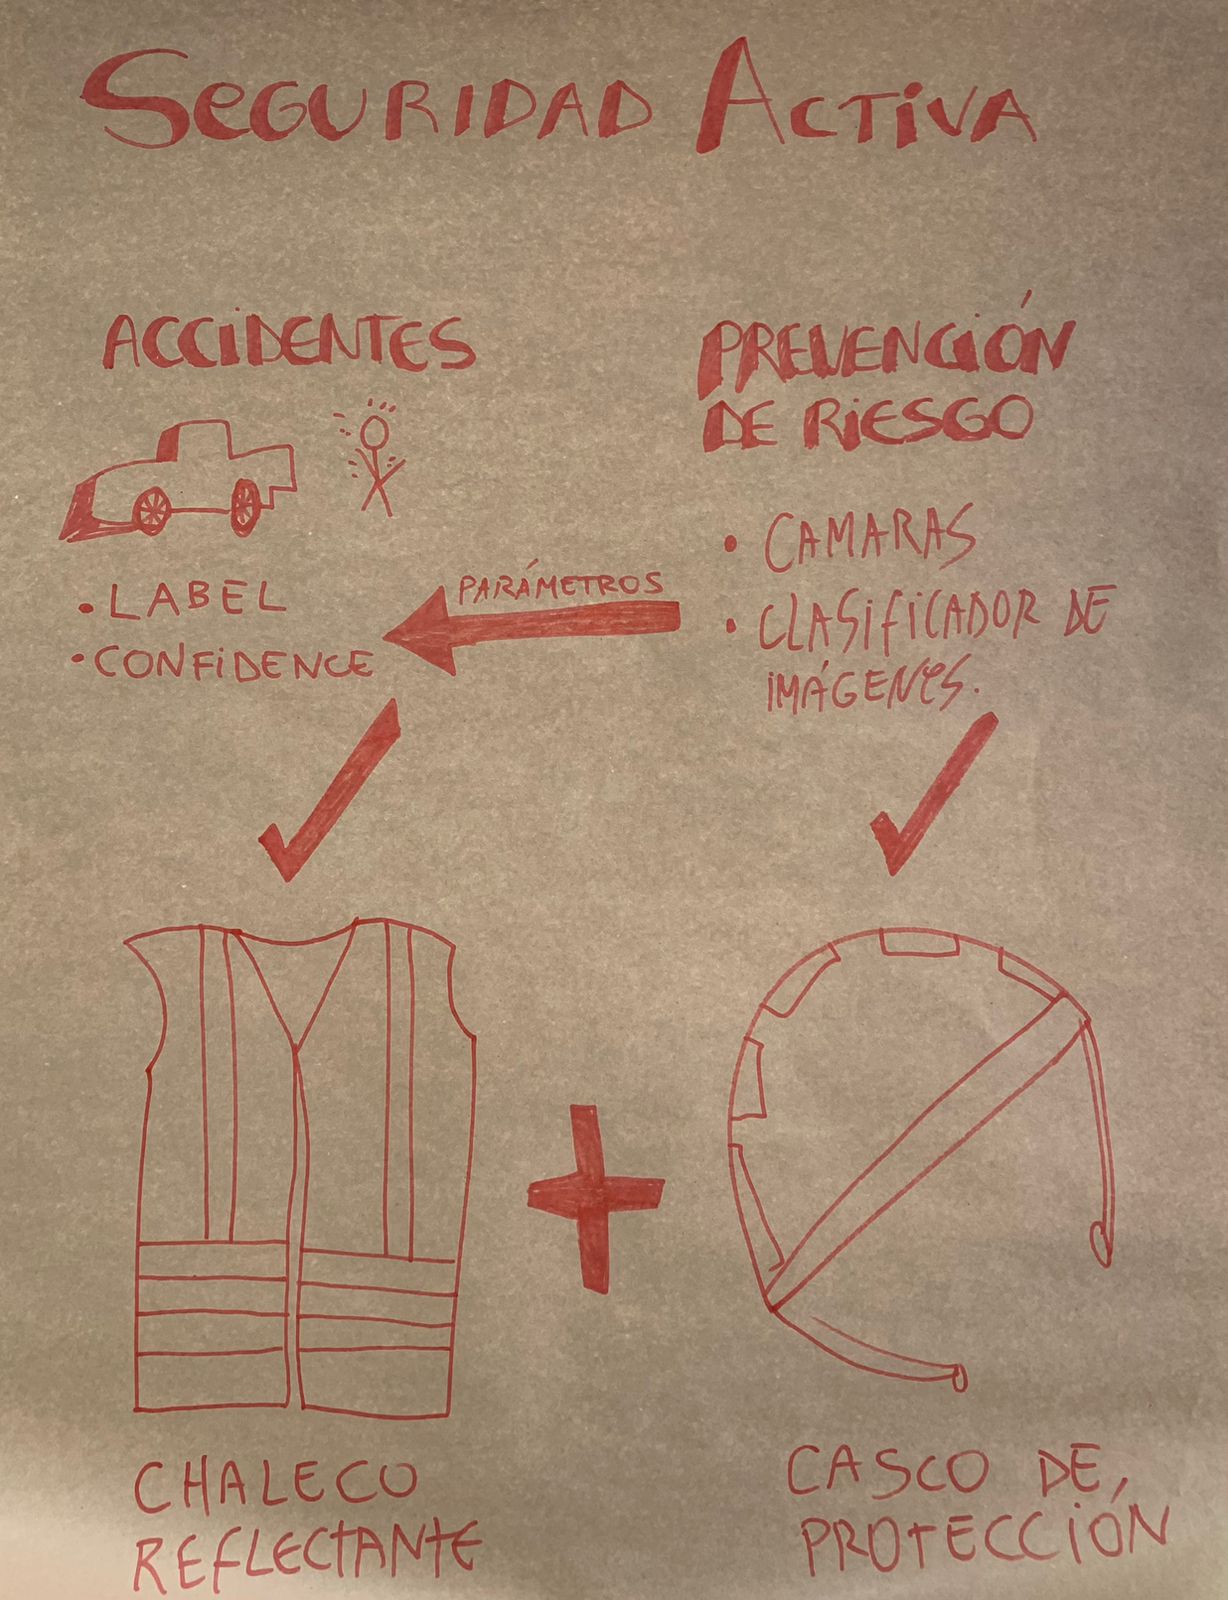 SEGURIDAD ACTIVA
ACCIDENTES
• LABEL
• CONFIDENCE
PARÁMETROS
PREVENCIÓN
DE RIESGO
• CAMARAS
• CLASIFICADOR DE
IMÁGENES.
CHALECO
REFLECTANTE
CASCO DE
PROTECCIÓN